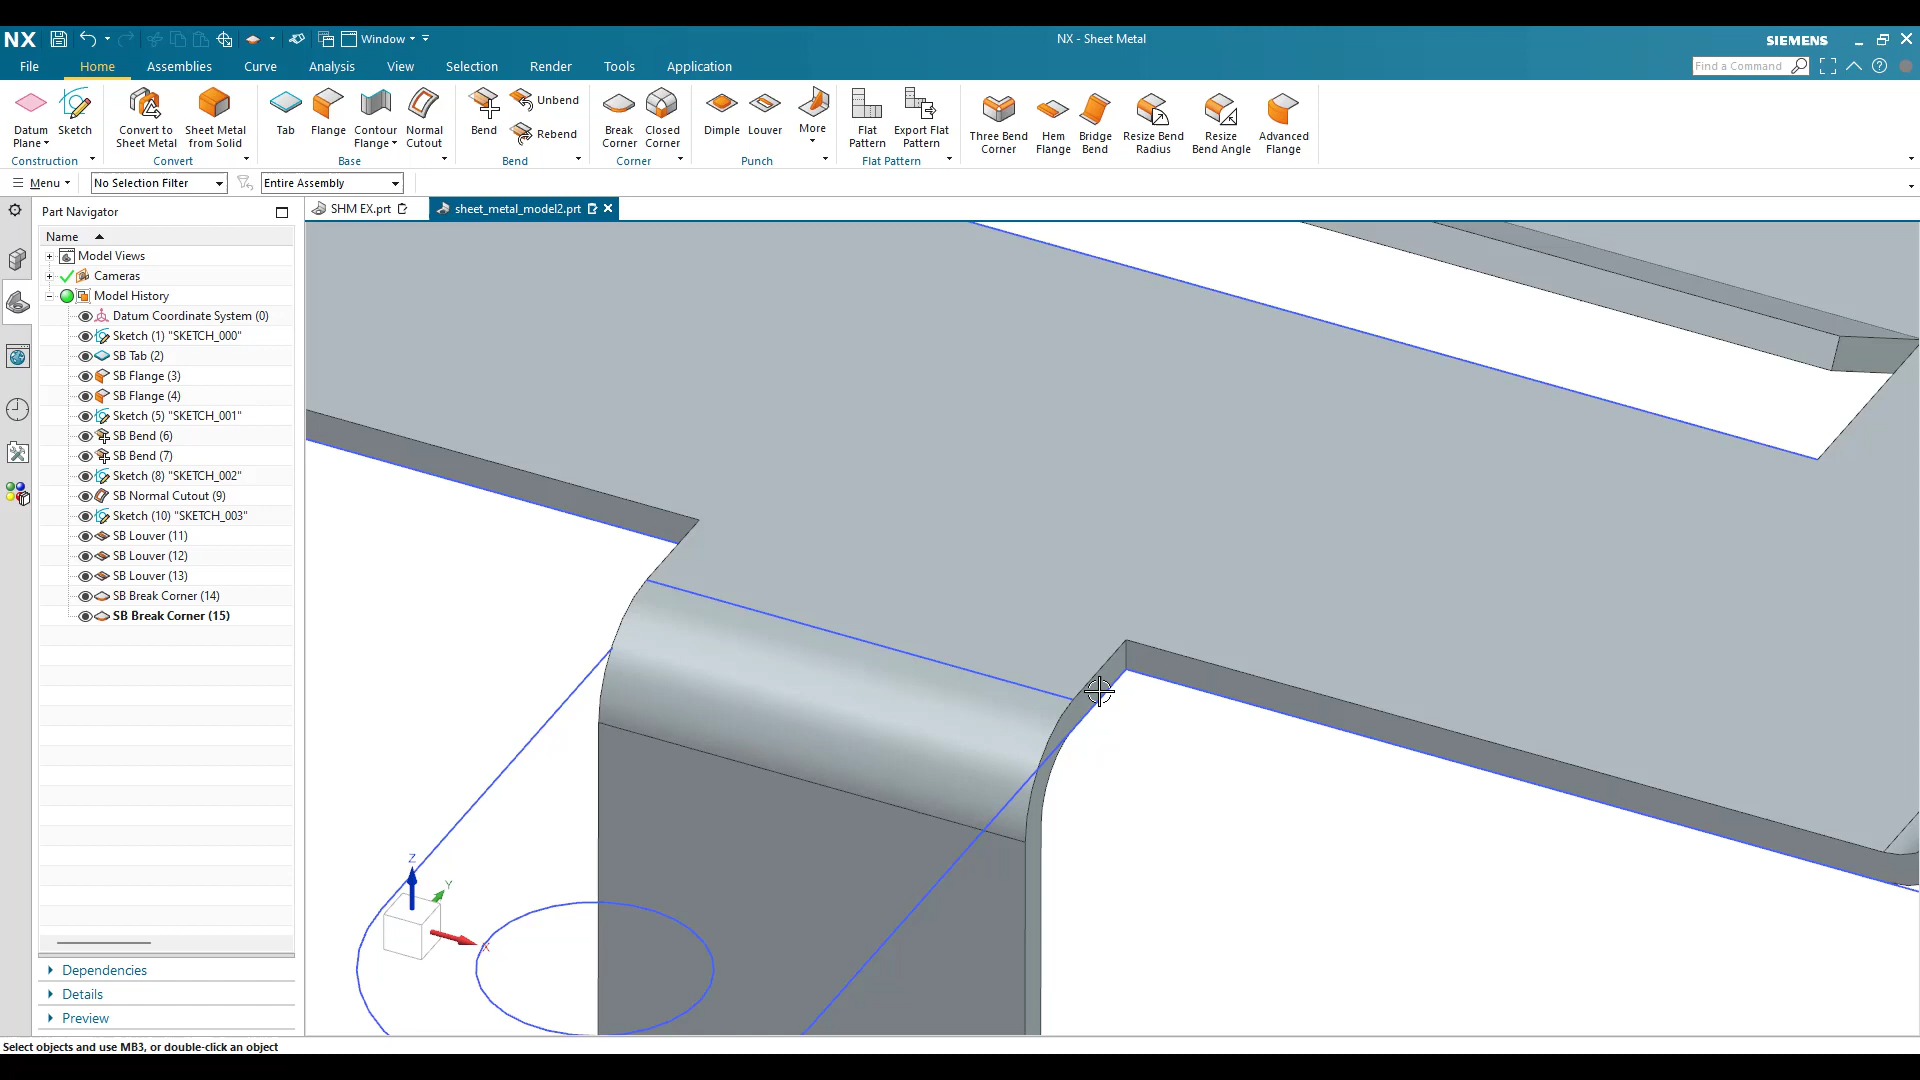 NX Window NX - Sheet Metal SIEMENS
File Home Assemblies Curve Analysis View Selection Render Tools Application Find a Command
Datum Plane Sketch Convert to Sheet Metal Sheet Metal from Solid Tab Flange Contour Flange Normal Cutout Bend Unbend Rebend Break Corner Closed Corner Dimple Louver More Flat Pattern Export Flat Pattern Three Bend Corner Hem Flange Bridge Bend Resize Bend Radius Resize Bend Angle Advanced Flange
Construction Convert Base Bend Corner Punch Flat Pattern
Menu No Selection Filter Entire Assembly
Part Navigator SHM EX.prt sheet_metal_model2.prt
Name
Model Views
Cameras
Model History
Datum Coordinate System (0)
Sketch (1) "SKETCH_000"
SB Tab (2)
SB Flange (3)
SB Flange (4)
Sketch (5) "SKETCH_001"
SB Bend (6)
SB Bend (7)
Sketch (8) "SKETCH_002"
SB Normal Cutout (9)
Sketch (10) "SKETCH_003"
SB Louver (11)
SB Louver (12)
SB Louver (13)
SB Break Corner (14)
SB Break Corner (15)
Z
Y
X
Dependencies
Details
Preview
Select objects and use MB3, or double-click an object